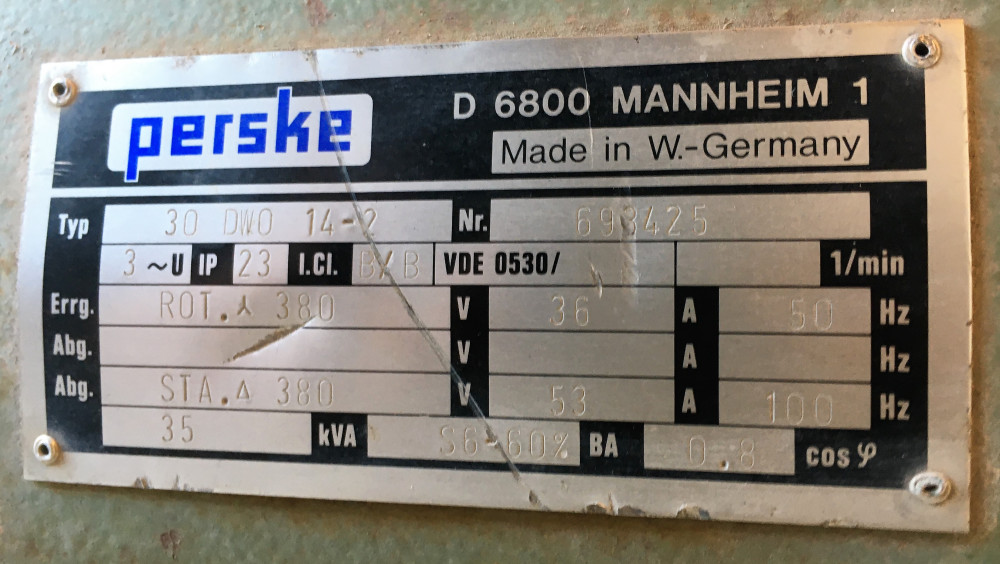 perske
D 6800 MANNHEIM 1
Made in W.-Germany
Typ 30 DWO 14-2 Nr. 693425
3 ~U IP 23 I.Cl. B/B VDE 0530/ 1/min
Errg. ROT.⅄ 380 V 36 A 50 Hz
Abg. V A Hz
Abg. STA.Δ 380 V 53 A 100 Hz
35 kVA S6-60% BA 0.8 cos φ